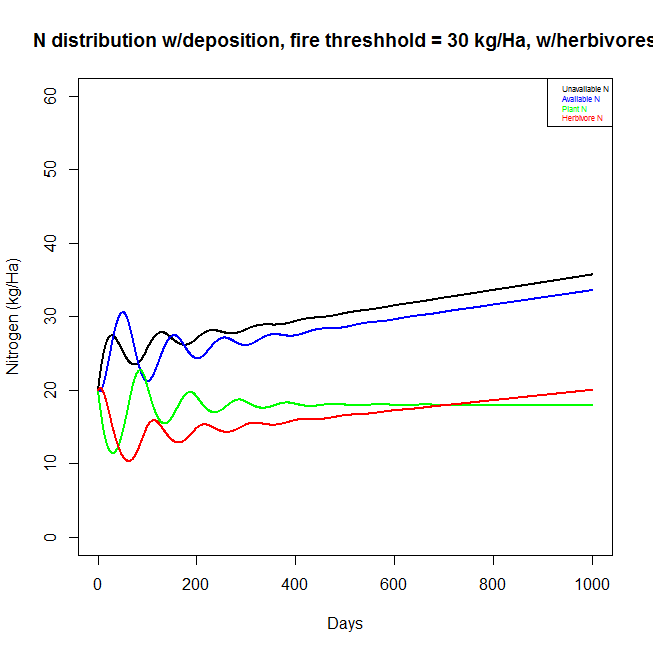 N distribution w/deposition, fire threshhold = 30 kg/Ha, w/herbivores
Unavailable N
Available N
Plant N
Herbivore N
Nitrogen (kg/Ha)
60
50
40
30
20
10
0
0 200 400 600 800 1000
Days